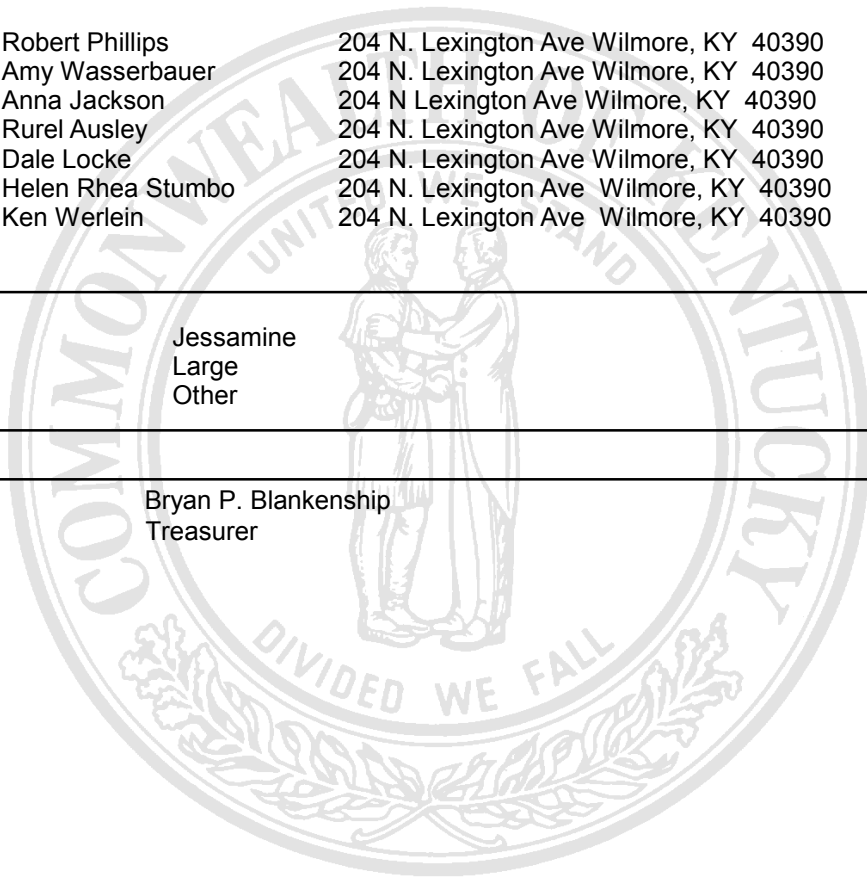 Robert Phillips 204 N. Lexington Ave Wilmore, KY 40390
Amy Wasserbauer 204 N. Lexington Ave Wilmore, KY 40390
Anna Jackson 204 N Lexington Ave Wilmore, KY 40390
Rurel Ausley 204 N. Lexington Ave Wilmore, KY 40390
Dale Locke 204 N. Lexington Ave Wilmore, KY 40390
Helen Rhea Stumbo 204 N. Lexington Ave Wilmore, KY 40390
Ken Werlein 204 N. Lexington Ave Wilmore, KY 40390
Jessamine
Large
Other
Bryan P. Blankenship
Treasurer
COMMONWEALTH OF KENTUCKY
UNITED WE STAND
DIVIDED WE FALL